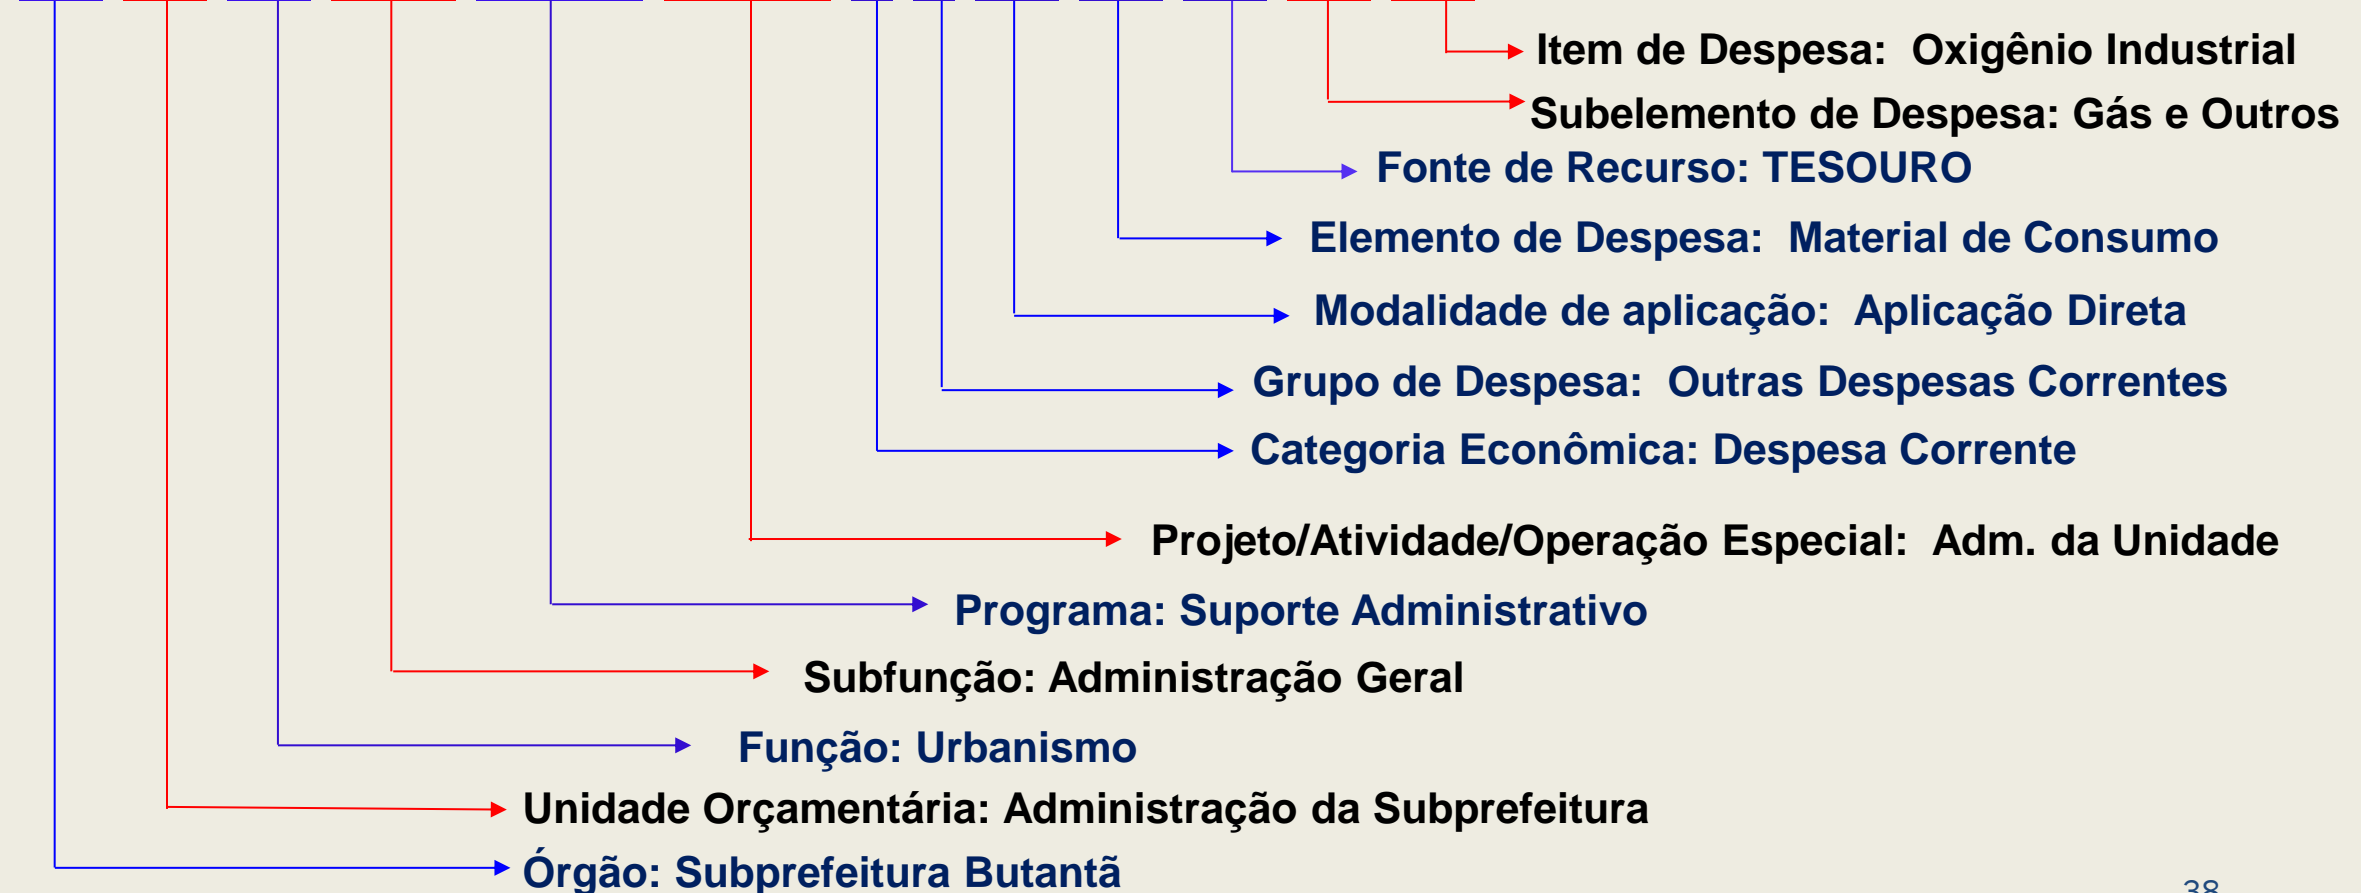 Item de Despesa: Oxigênio Industrial
Subelemento de Despesa: Gás e Outros
Fonte de Recurso: TESOURO
Elemento de Despesa: Material de Consumo
Modalidade de aplicação: Aplicação Direta
Grupo de Despesa: Outras Despesas Correntes
Categoria Econômica: Despesa Corrente
Projeto/Atividade/Operação Especial: Adm. da Unidade
Programa: Suporte Administrativo
Subfunção: Administração Geral
Função: Urbanismo
Unidade Orçamentária: Administração da Subprefeitura
Órgão: Subprefeitura Butantã
38